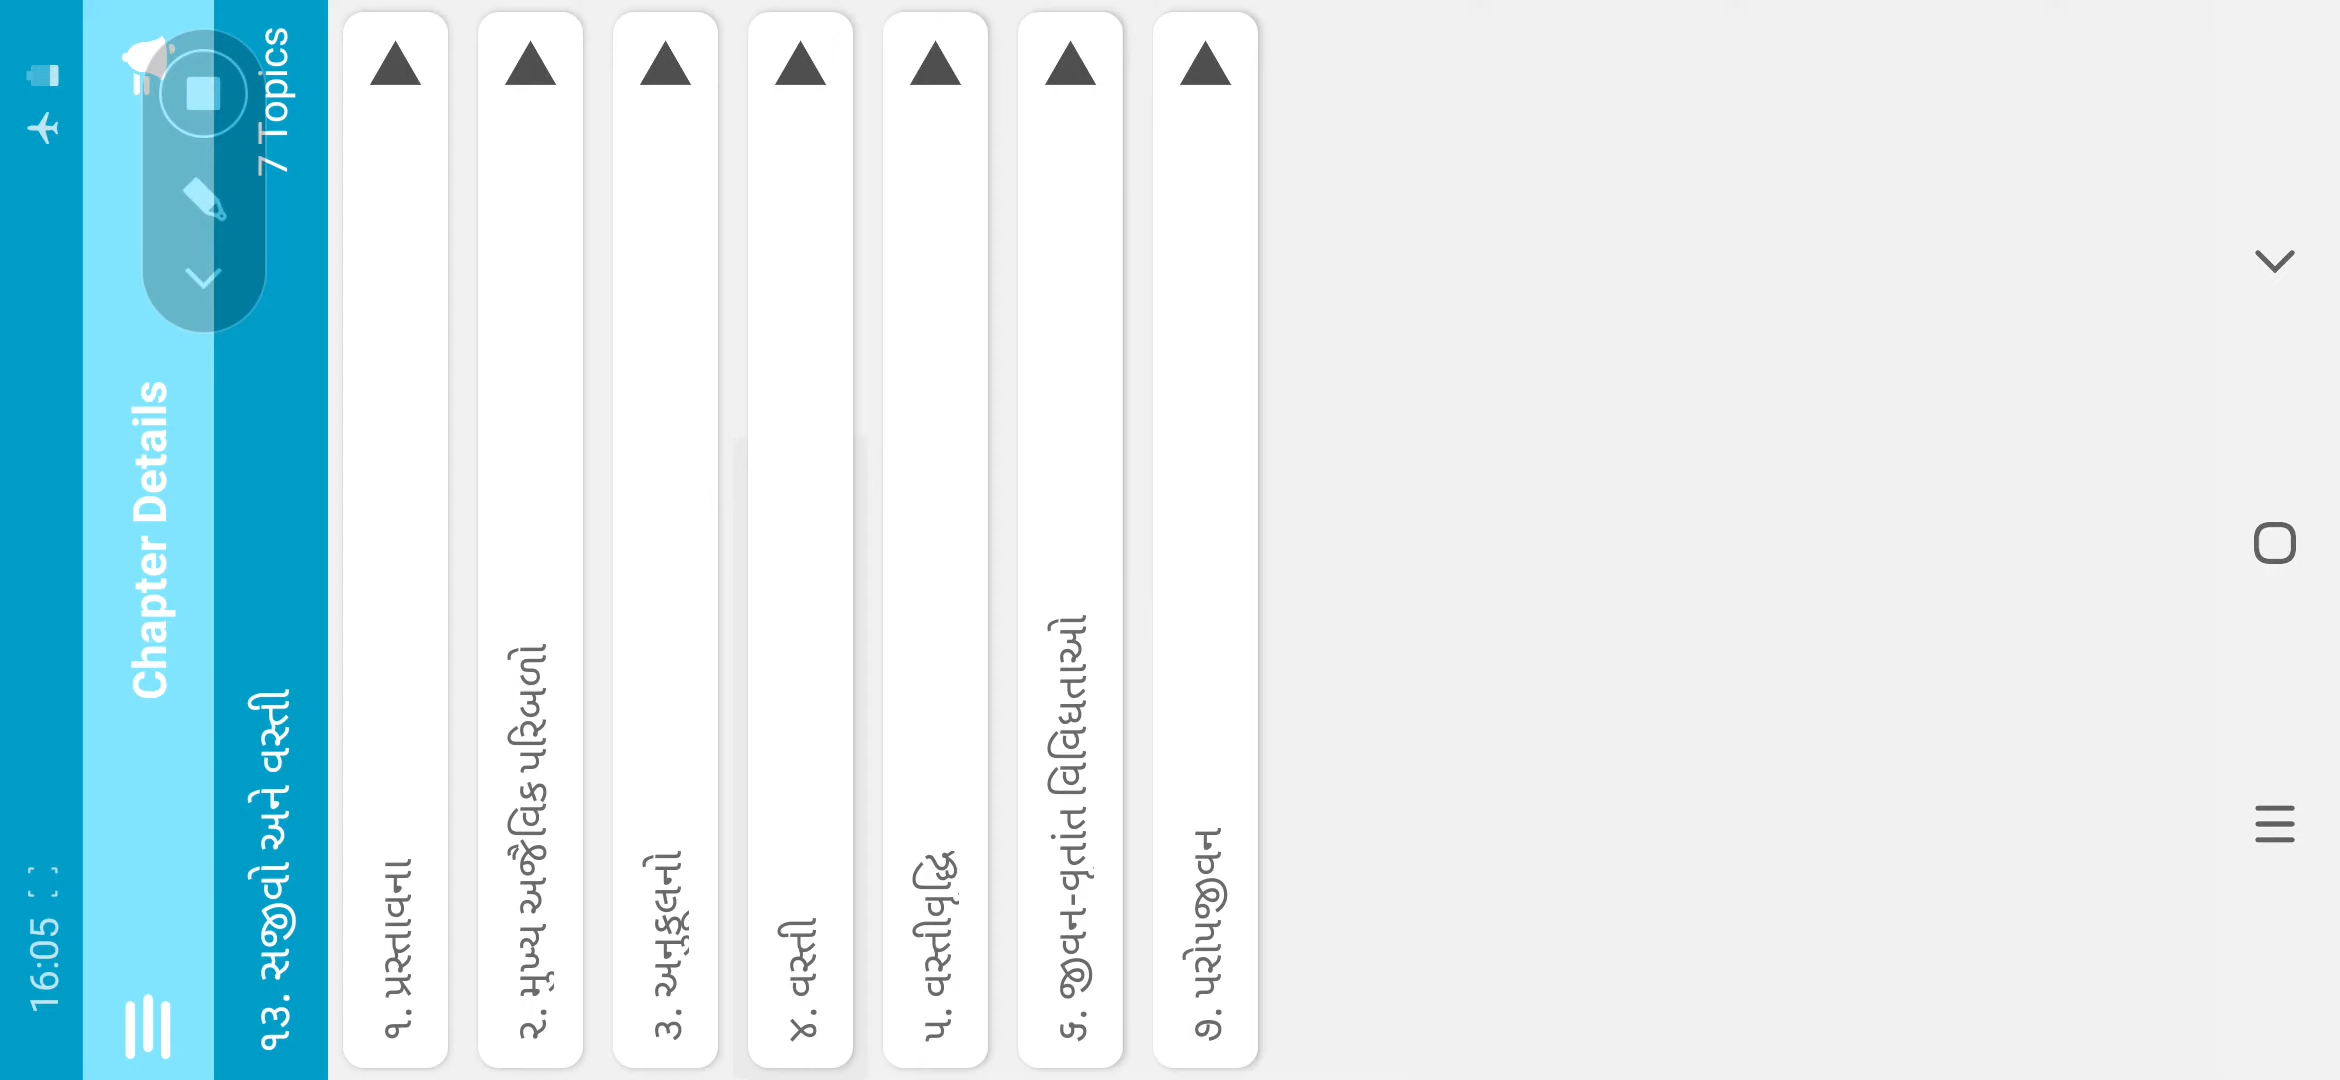 16:05
Chapter Details
૧૩. સજીવો અને વસ્તી
7 Topics
૧. પ્રસ્તાવના
૨. મુખ્ય અજૈવિક પરિબળો
૩. અનુકૂલનો
૪. વસ્તી
૫. વસ્તીવૃદ્ધિ
૬. જીવન-વૃતાંત વિવિધતાઓ
૭. પરોપજીવન